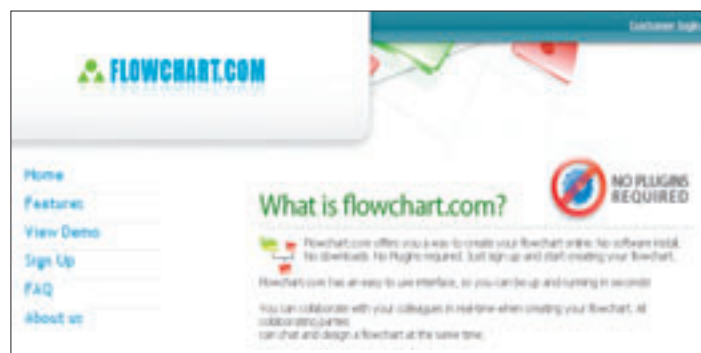 Customer login
FLOWCHART.COM
Home
Features
View Demo
Sign Up
FAQ
About us
NO PLUGINS
REQUIRED
What is flowchart.com?
Flowchart.com offers you a way to create your flowchart online. No software install.
No downloads. No Plugins required. Just sign up and start creating your flowchart.
Flowchart.com has an easy to use interface, so you can be up and running in seconds
You can collaborate with your colleagues in real-time when creating your flowchart. All
collaborating parties
can chat and design a flowchart at the same time.